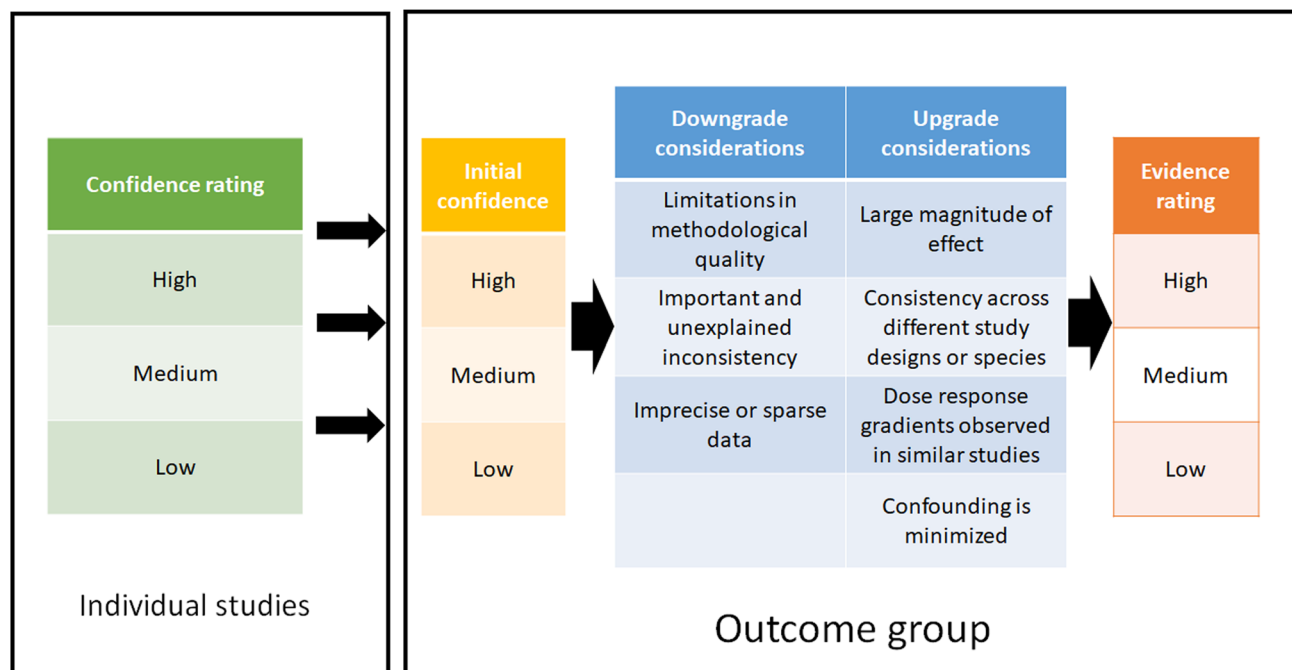 Confidence rating
High
Medium
Low
Individual studies
Initial
confidence
High
Medium
Low
Downgrade
considerations
Limitations in
methodological
quality
Important and
unexplained
inconsistency
Imprecise or sparse
data
Upgrade
considerations
Large magnitude of
effect
Consistency across
different study
designs or species
Dose response
gradients observed
in similar studies
Confounding is
minimized
Evidence
rating
High
Medium
Low
Outcome group